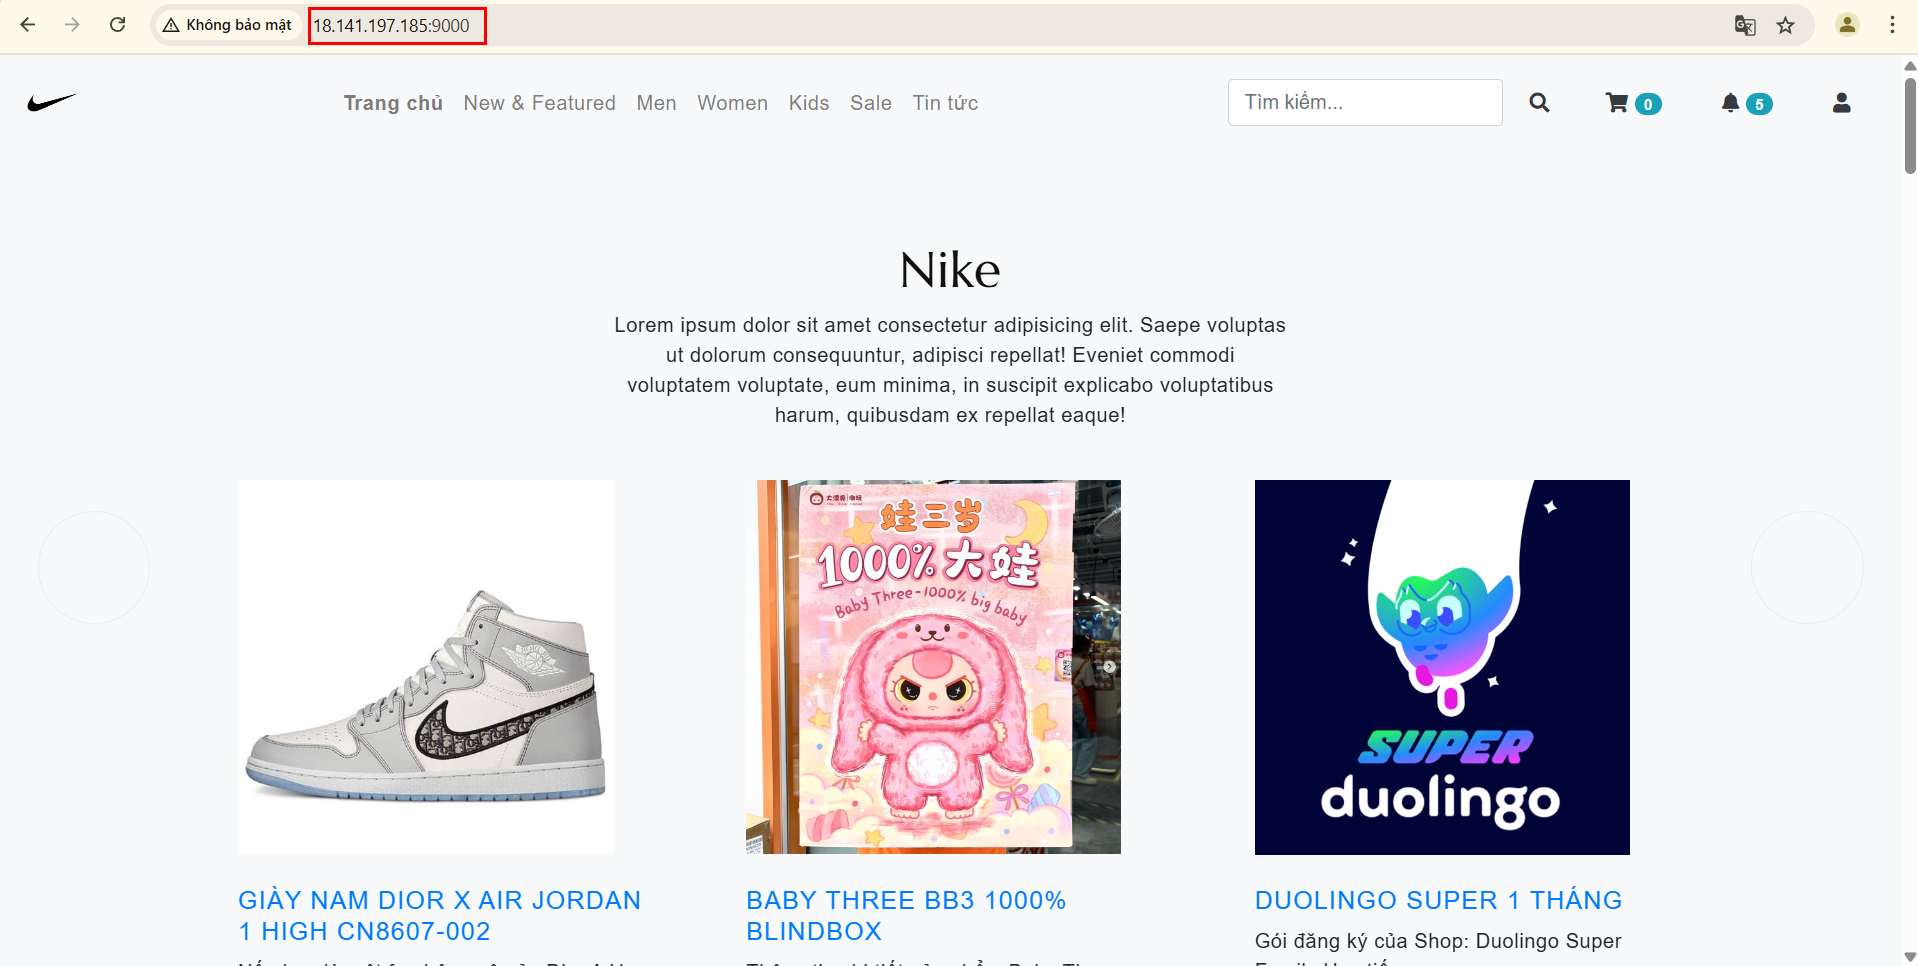 Không bảo mật 18.141.197.185:9000
Trang chủ New & Featured Men Women Kids Sale Tin tức Tìm kiếm... 0 5
Nike
Lorem ipsum dolor sit amet consectetur adipisicing elit. Saepe voluptas
ut dolorum consequuntur, adipisci repellat! Eveniet commodi
voluptatem voluptate, eum minima, in suscipit explicabo voluptatibus
harum, quibusdam ex repellat eaque!
娃三岁
1000% 大娃
Baby Three-1000% big baby
SUPER
duolingo
GIÀY NAM DIOR X AIR JORDAN
1 HIGH CN8607-002
BABY THREE BB3 1000%
BLINDBOX
DUOLINGO SUPER 1 THÁNG
Gói đăng ký của Shop: Duolingo Super